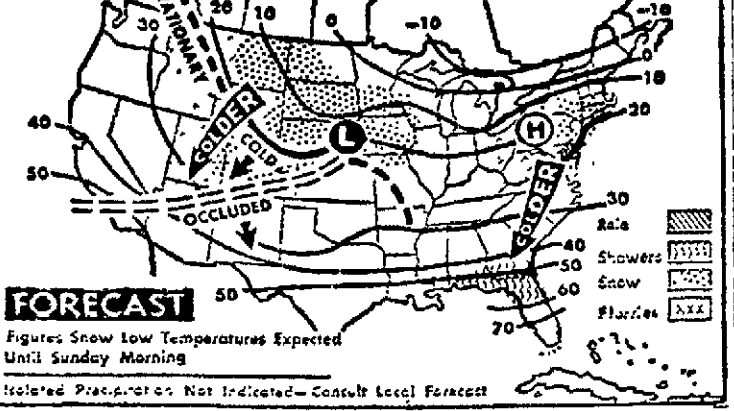 20 10 0 -10 -10
30 STATIONARY 0
10
20
40 COLDER L H
COLD
50 COLDER
OCCLUDED 30
Rain
40 Showers
50 Snow
50 60
FORECAST 70 Flurries XXX
Figures Show Low Temperatures Expected
Until Sunday Morning
Isolated Precipitation Not Indicated—Consult Local Forecast